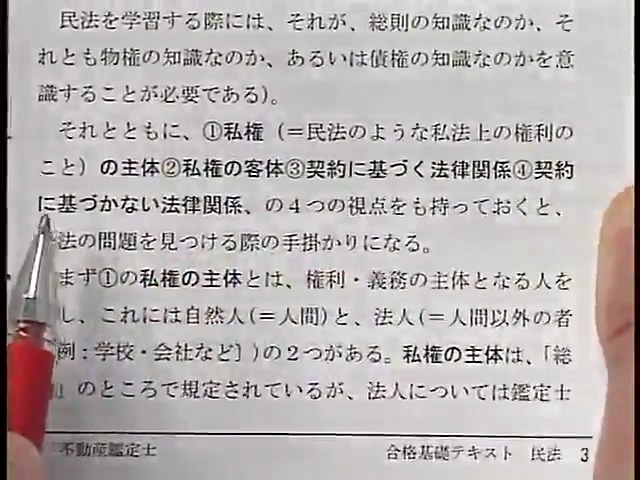 民法を学習する際には、それが、総則の知識なのか、そ
れとも物権の知識なのか、あるいは債権の知識なのかを意
識することが必要である)。
それとともに、①私権(=民法のような私法上の権利の
こと)の主体②私権の客体③契約に基づく法律関係④契約
に基づかない法律関係、の4つの視点をも持っておくと、
法の問題を見つける際の手掛かりになる。
まず①の私権の主体とは、権利・義務の主体となる人を
し、これには自然人(=人間)と、法人(=人間以外の者
例:学校・会社など〕)の2つがある。私権の主体は、「総
」のところで規定されているが、法人については鑑定士
不動産鑑定士
合格基礎テキスト 民法 3